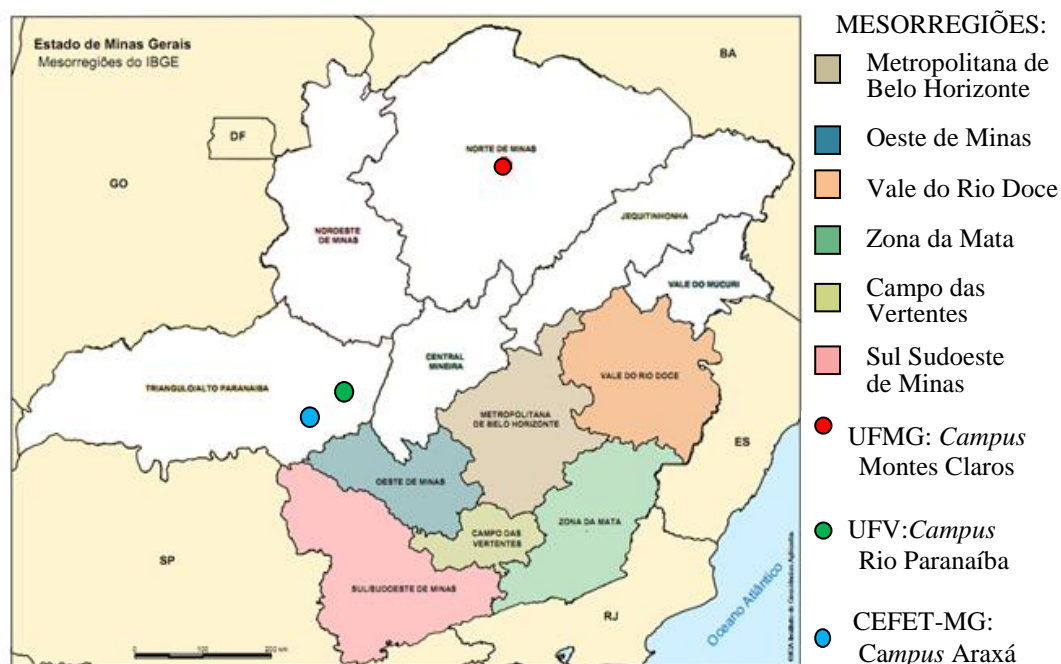 Estado de Minas Gerais
Mesorregiões do IBGE
BA
DF
GO
NORTE DE MINAS
JEQUITINHONHA
NOROESTE
DE MINAS
VALE DO MUCURI
CENTRAL
MINEIRA
TRIANGULO/ALTO PARANAIBA
VALE DO RIO DOCE
METROPOLITANA
DE BELO HORIZONTE
ES
OESTE DE MINAS
CAMPO DAS
VERTENTES
ZONA DA MATA
SP
SUL/SUDOESTE DE MINAS
RJ
Oceano Atlântico
0 100 200 km
MESORREGIÕES:
Metropolitana de
Belo Horizonte
Oeste de Minas
Vale do Rio Doce
Zona da Mata
Campo das
Vertentes
Sul Sudoeste
de Minas
UFMG: Campus
Montes Claros
UFV:Campus
Rio Paranaíba
CEFET-MG:
Campus Araxá